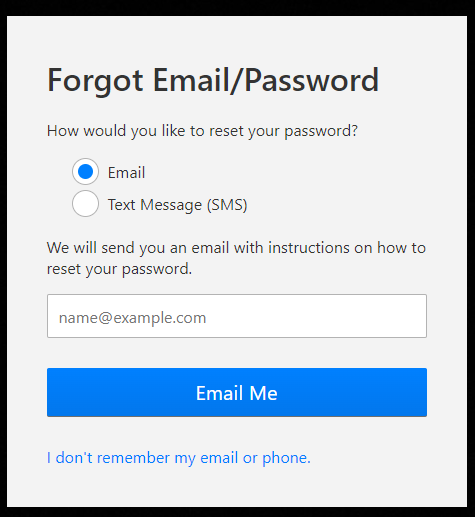 Forgot Email/Password
How would you like to reset your password?
Email
Text Message (SMS)
We will send you an email with instructions on how to
reset your password.
name@example.com
Email Me
I don't remember my email or phone.